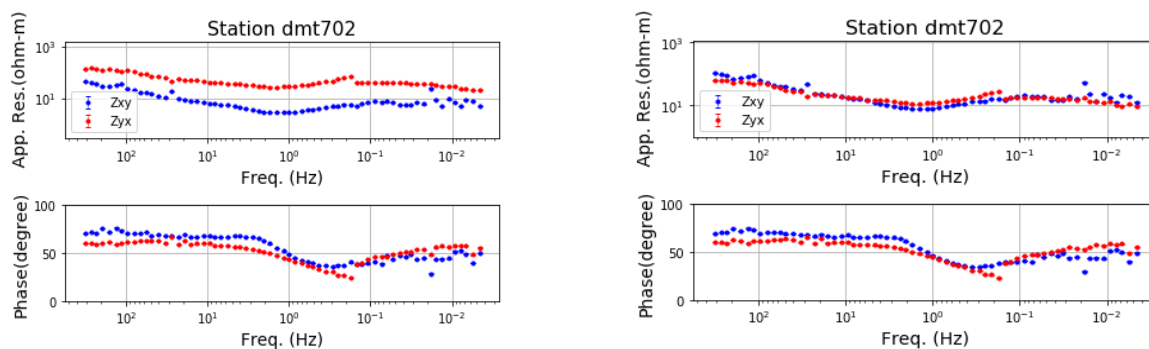 Station dmt702
App. Res.(ohm-m)
10³
10¹
Zxy
Zyx
10² 10¹ 10⁰ 10⁻¹ 10⁻²
Freq. (Hz)
Phase(degree)
100
50
0
10² 10¹ 10⁰ 10⁻¹ 10⁻²
Freq. (Hz)
Station dmt702
App. Res.(ohm-m)
10³
10¹
Zxy
Zyx
10² 10¹ 10⁰ 10⁻¹ 10⁻²
Freq. (Hz)
Phase(degree)
100
50
0
10² 10¹ 10⁰ 10⁻¹ 10⁻²
Freq. (Hz)